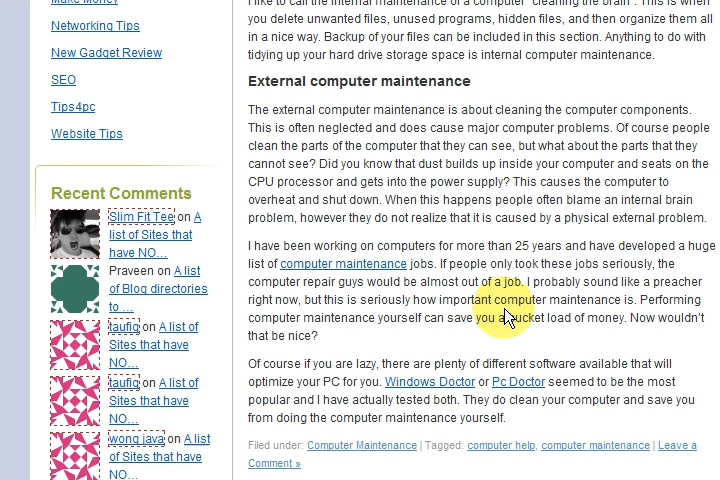 Make Money
Networking Tips
New Gadget Review
SEO
Tips4pc
Website Tips
Recent Comments
Slim Fit Tee on A
list of Sites that
have NO…
Praveen on A list
of Blog directories
to …
taufiq on A list of
Sites that have
NO…
taufiq on A list of
Sites that have
NO…
wong java on A list
of Sites that have
NO…
I like to call the internal maintenance of a computer "cleaning the brain". This is when
you delete unwanted files, unused programs, hidden files, and then organize them all
in a nice way. Backup of your files can be included in this section. Anything to do with
tidying up your hard drive storage space is internal computer maintenance.
External computer maintenance
The external computer maintenance is about cleaning the computer components.
This is often neglected and does cause major computer problems. Of course people
clean the parts of the computer that they can see, but what about the parts that they
cannot see? Did you know that dust builds up inside your computer and seats on the
CPU processor and gets into the power supply? This causes the computer to
overheat and shut down. When this happens people often blame an internal brain
problem, however they do not realize that it is caused by a physical external problem.
I have been working on computers for more than 25 years and have developed a huge
list of computer maintenance jobs. If people only took these jobs seriously, the
computer repair guys would be almost out of a job. I probably sound like a preacher
right now, but this is seriously how important computer maintenance is. Performing
computer maintenance yourself can save you a bucket load of money. Now wouldn't
that be nice?
Of course if you are lazy, there are plenty of different software available that will
optimize your PC for you. Windows Doctor or Pc Doctor seemed to be the most
popular and I have actually tested both. They do clean your computer and save you
from doing the computer maintenance yourself.
Filed under: Computer Maintenance | Tagged: computer help, computer maintenance | Leave a
Comment »